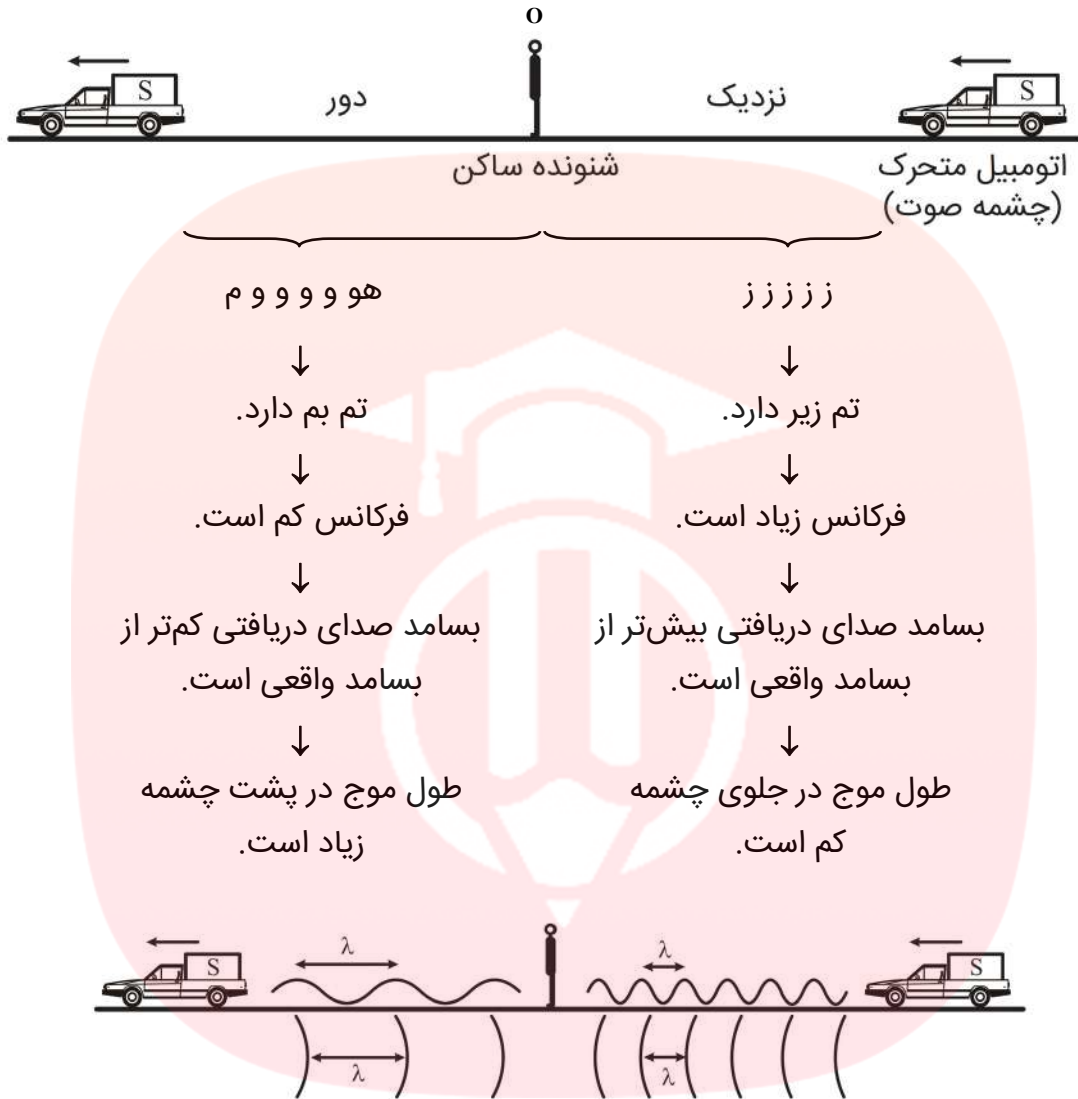 O
S
دور
نزدیک
S
شنونده ساکن
اتومبیل متحرک
(چشمه صوت)
ز ز ز ز ز
↓
تم زیر دارد.
↓
فرکانس زیاد است.
↓
بسامد صدای دریافتی بیش‌تر از
بسامد واقعی است.
↓
طول موج در جلوی چشمه
کم است.
هو و و و و م
↓
تم بم دارد.
↓
فرکانس کم است.
↓
بسامد صدای دریافتی کم‌تر از
بسامد واقعی است.
↓
طول موج در پشت چشمه
زیاد است.
S
λ
λ
S
λ
λ